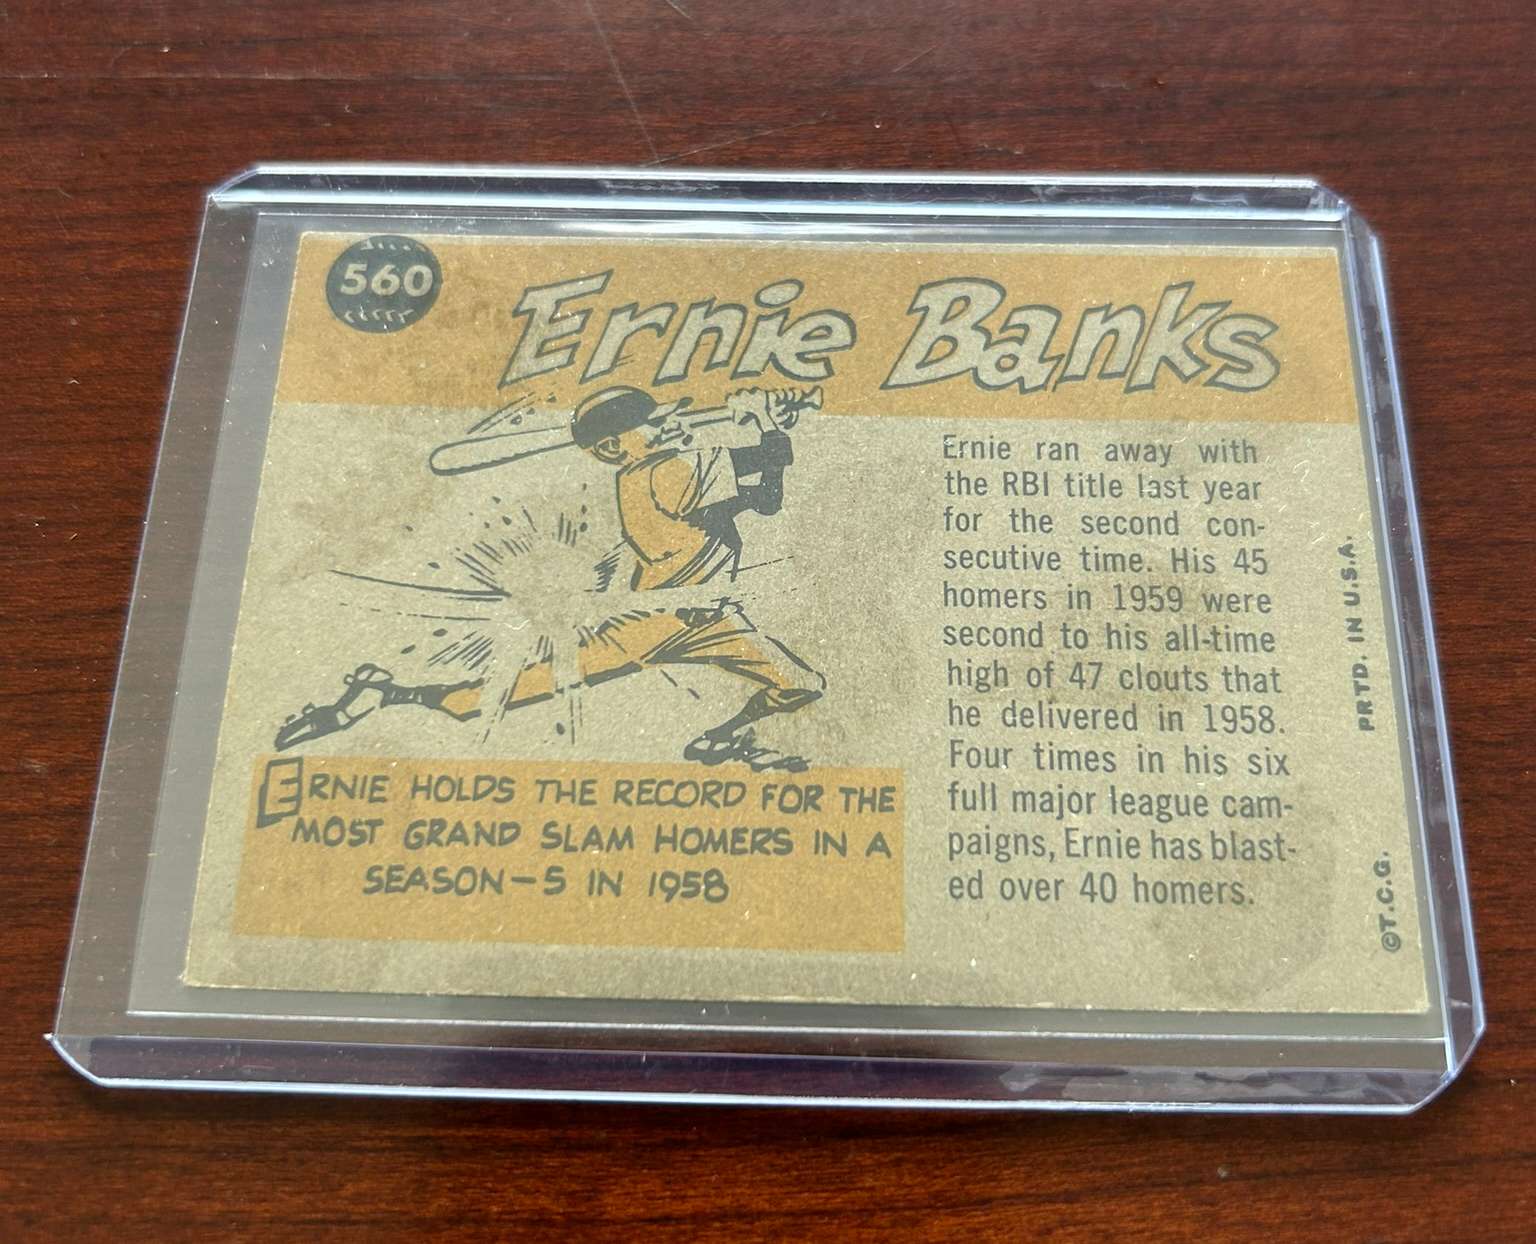 560
Ernie Banks
Ernie ran away with
the RBI title last year
for the second con-
secutive time. His 45
homers in 1959 were
second to his all-time
high of 47 clouts that
he delivered in 1958.
Four times in his six
full major league cam-
paigns, Ernie has blast-
ed over 40 homers.
ERNIE HOLDS THE RECORD FOR THE
MOST GRAND SLAM HOMERS IN A
SEASON-5 IN 1958
©T.C.G. PRTD. IN U.S.A.